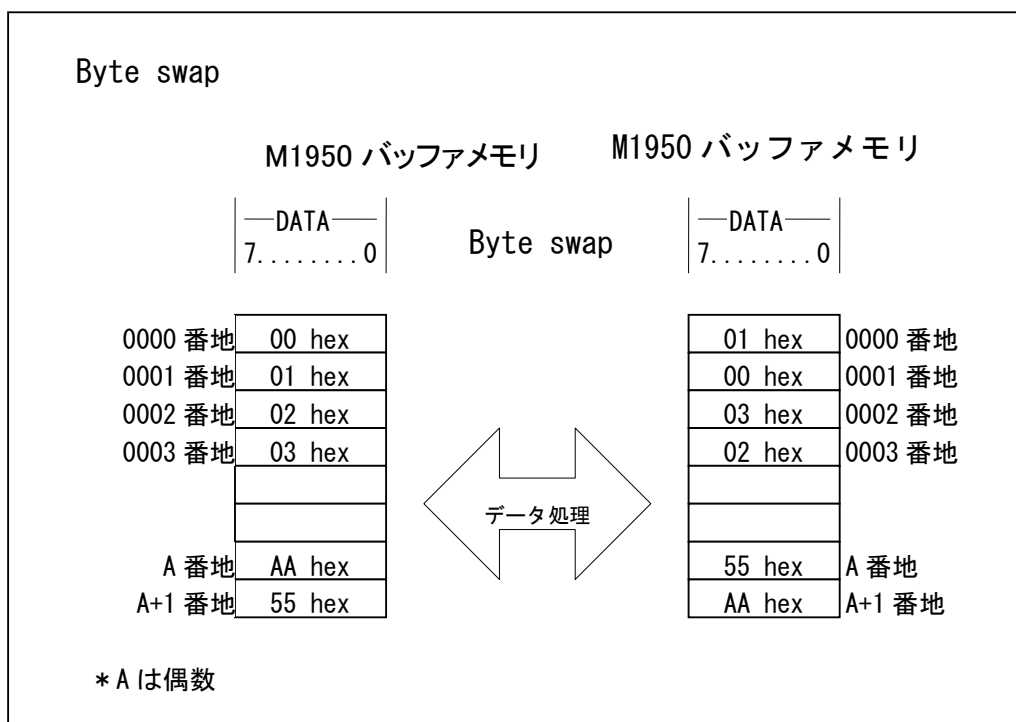 Byte swap
M1950 バッファメモリ M1950 バッファメモリ
DATA DATA
7........0 Byte swap 7........0
0000 番地 00 hex 01 hex 0000 番地
0001 番地 01 hex 00 hex 0001 番地
0002 番地 02 hex 03 hex 0002 番地
0003 番地 03 hex 02 hex 0003 番地
データ処理
A 番地 AA hex 55 hex A 番地
A+1 番地 55 hex AA hex A+1 番地
*A は偶数